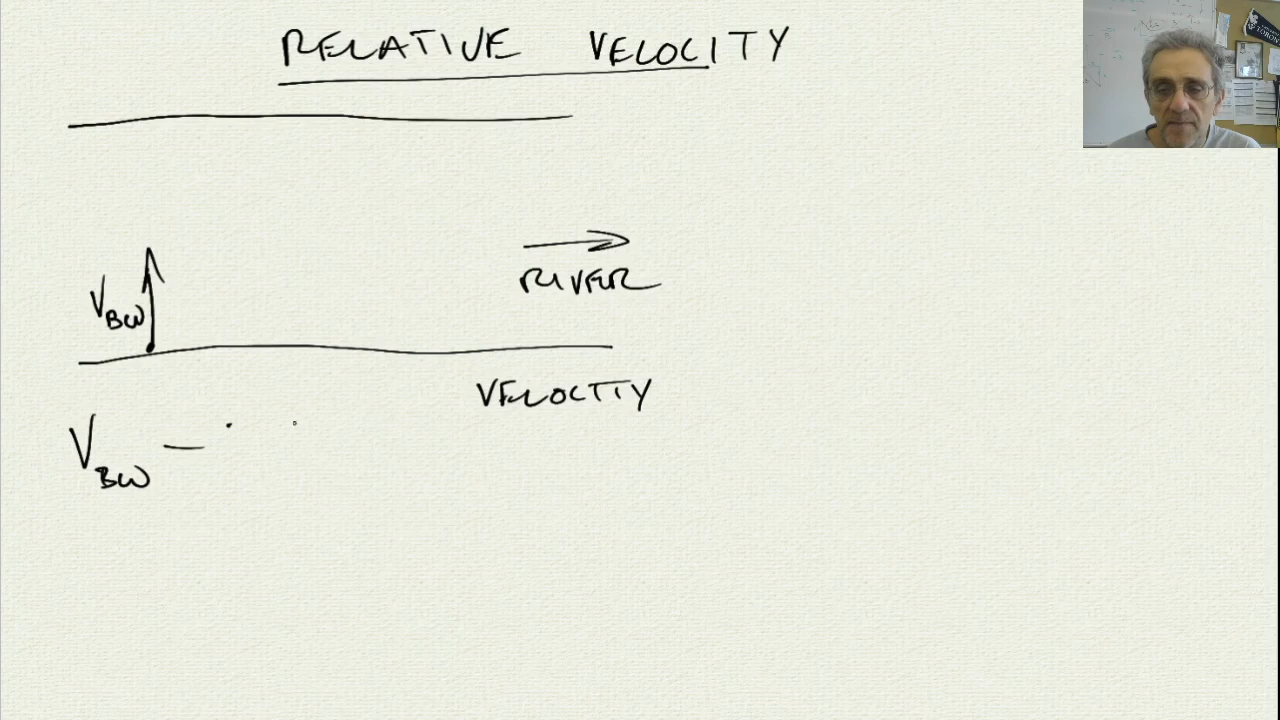 RELATIVE VELOCITY
V_BW
RIVER
VELOCITY
V_BW –